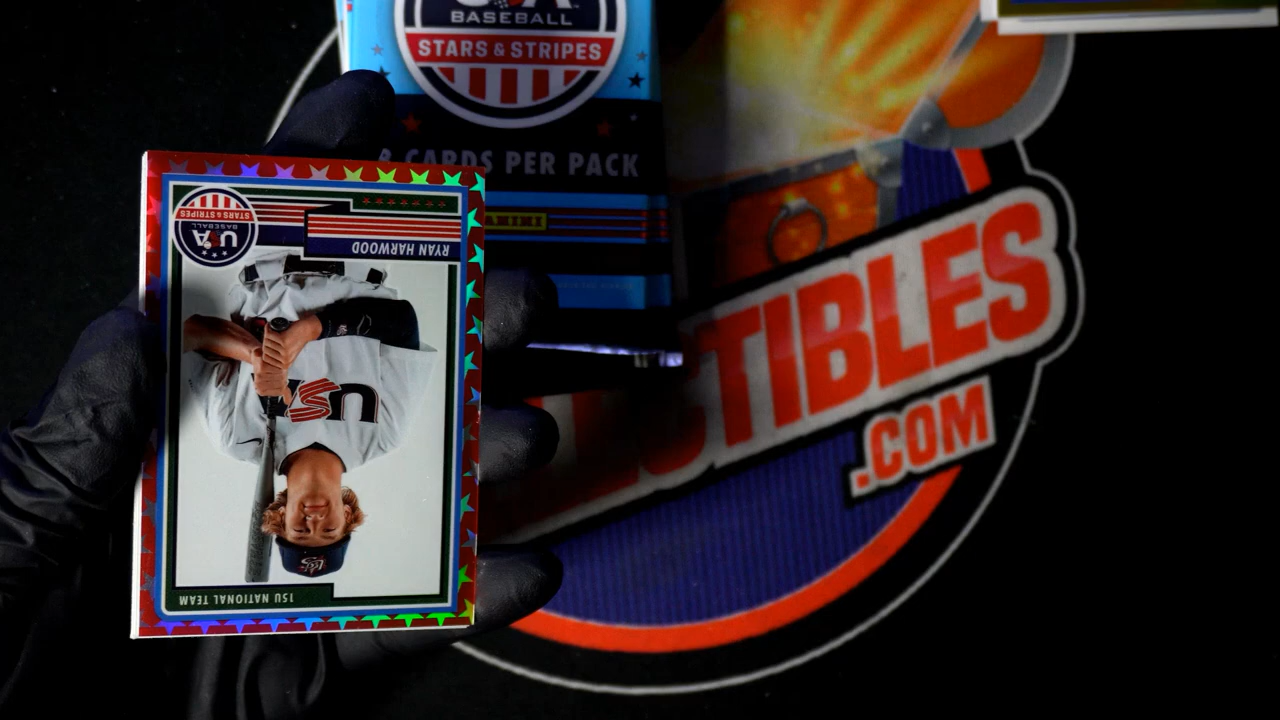 BASEBALL
STARS & STRIPES
CARDS PER PACK
PANINI
TIBLES
.COM
15U NATIONAL TEAM
USA
RYAN HARWOOD
USA
BASEBALL
STARS & STRIPES